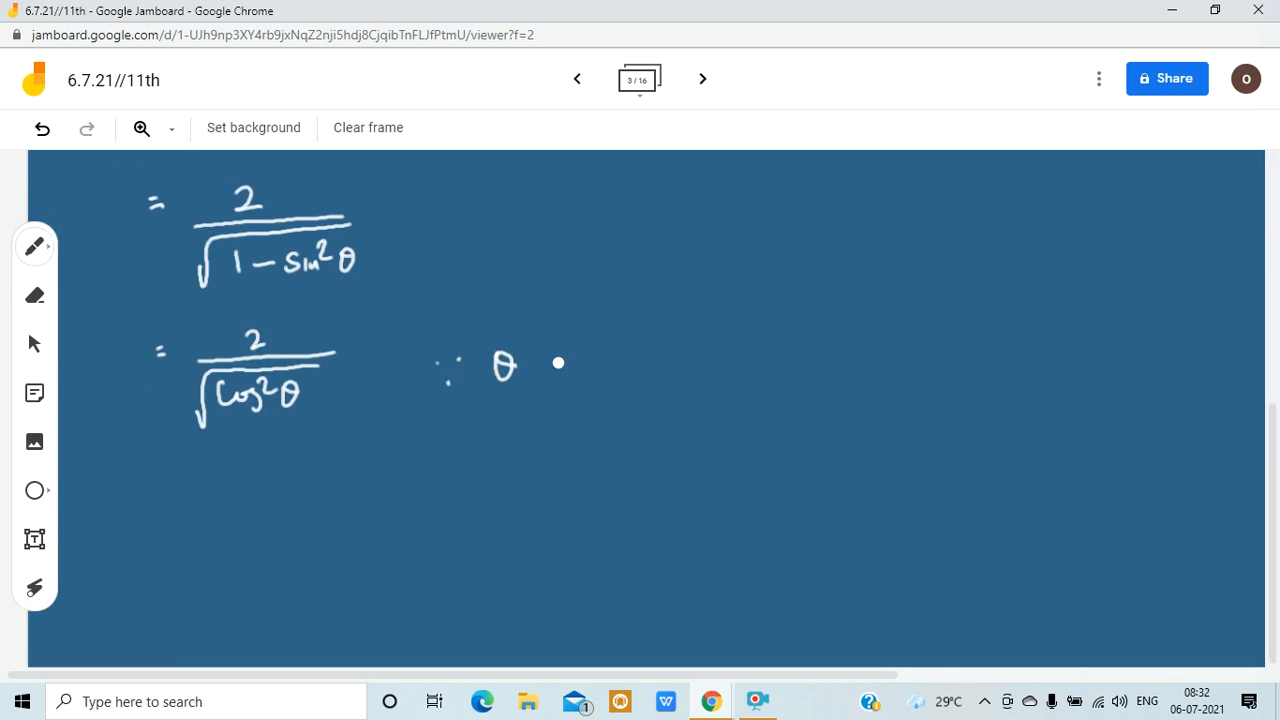 6.7.21//11th - Google Jamboard - Google Chrome
jamboard.google.com/d/1-UJh9np3XY4rb9jxNqZ2nji5hdj8CjqibTnFLJfPtmU/viewer?f=2
6.7.21//11th
3 / 16
Share
O
Set background
Clear frame
= 2 / √(1 - sin²θ)
= 2 / √(cos²θ) ∵ θ
Type here to search
1
29°C
ENG
08:32
06-07-2021